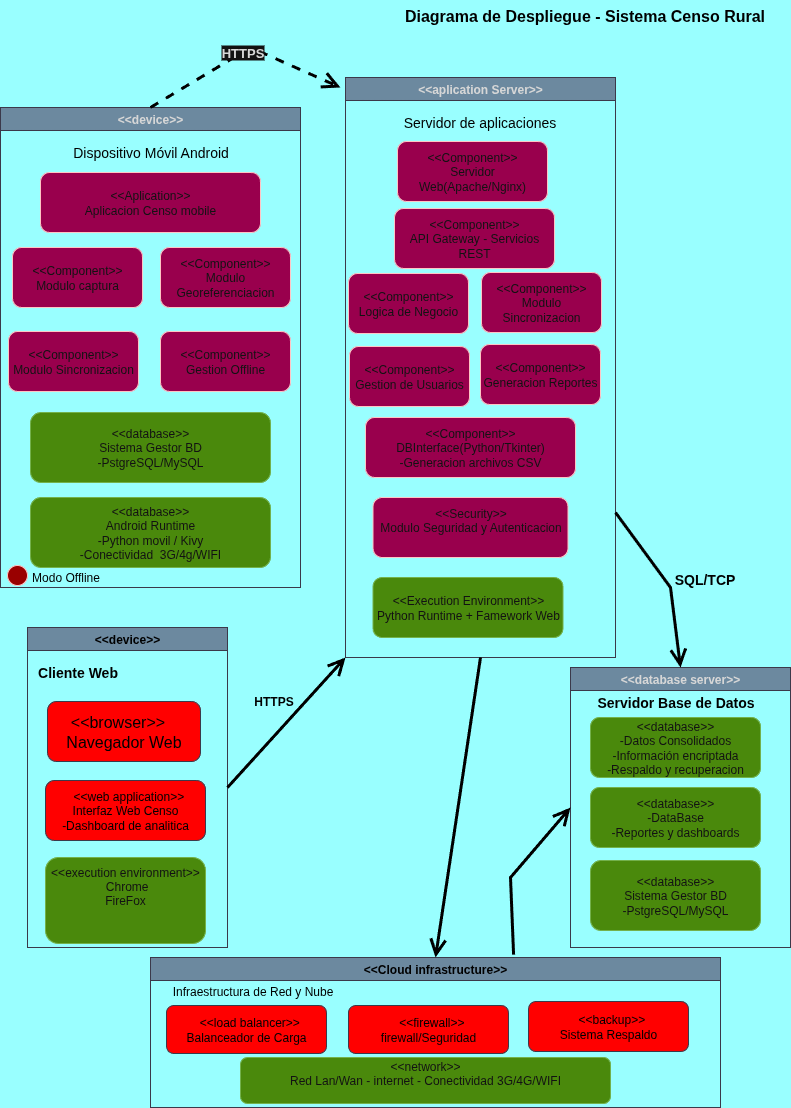 Diagrama de Despliegue - Sistema Censo Rural
HTTPS
<<device>>
Dispositivo Móvil Android
<<Aplication>>
Aplicacion Censo mobile
<<Component>>
Modulo captura
<<Component>>
Modulo
Georeferenciacion
<<Component>>
Modulo Sincronizacion
<<Component>>
Gestion Offline
<<database>>
Sistema Gestor BD
-PstgreSQL/MySQL
<<database>>
Android Runtime
-Python movil / Kivy
-Conectividad 3G/4g/WIFI
Modo Offline
<<aplication Server>>
Servidor de aplicaciones
<<Component>>
Servidor
Web(Apache/Nginx)
<<Component>>
API Gateway - Servicios
REST
<<Component>>
Logica de Negocio
<<Component>>
Modulo
Sincronizacion
<<Component>>
Gestion de Usuarios
<<Component>>
Generacion Reportes
<<Component>>
DBInterface(Python/Tkinter)
-Generacion archivos CSV
<<Security>>
Modulo Seguridad y Autenticacion
<<Execution Environment>>
Python Runtime + Famework Web
SQL/TCP
<<device>>
Cliente Web
<<browser>>
Navegador Web
<<web application>>
Interfaz Web Censo
-Dashboard de analitica
<<execution environment>>
Chrome
FireFox
HTTPS
<<database server>>
Servidor Base de Datos
<<database>>
-Datos Consolidados
-Información encriptada
-Respaldo y recuperacion
<<database>>
-DataBase
-Reportes y dashboards
<<database>>
Sistema Gestor BD
-PstgreSQL/MySQL
<<Cloud infrastructure>>
Infraestructura de Red y Nube
<<load balancer>>
Balanceador de Carga
<<firewall>>
firewall/Seguridad
<<backup>>
Sistema Respaldo
<<network>>
Red Lan/Wan - internet - Conectividad 3G/4G/WIFI